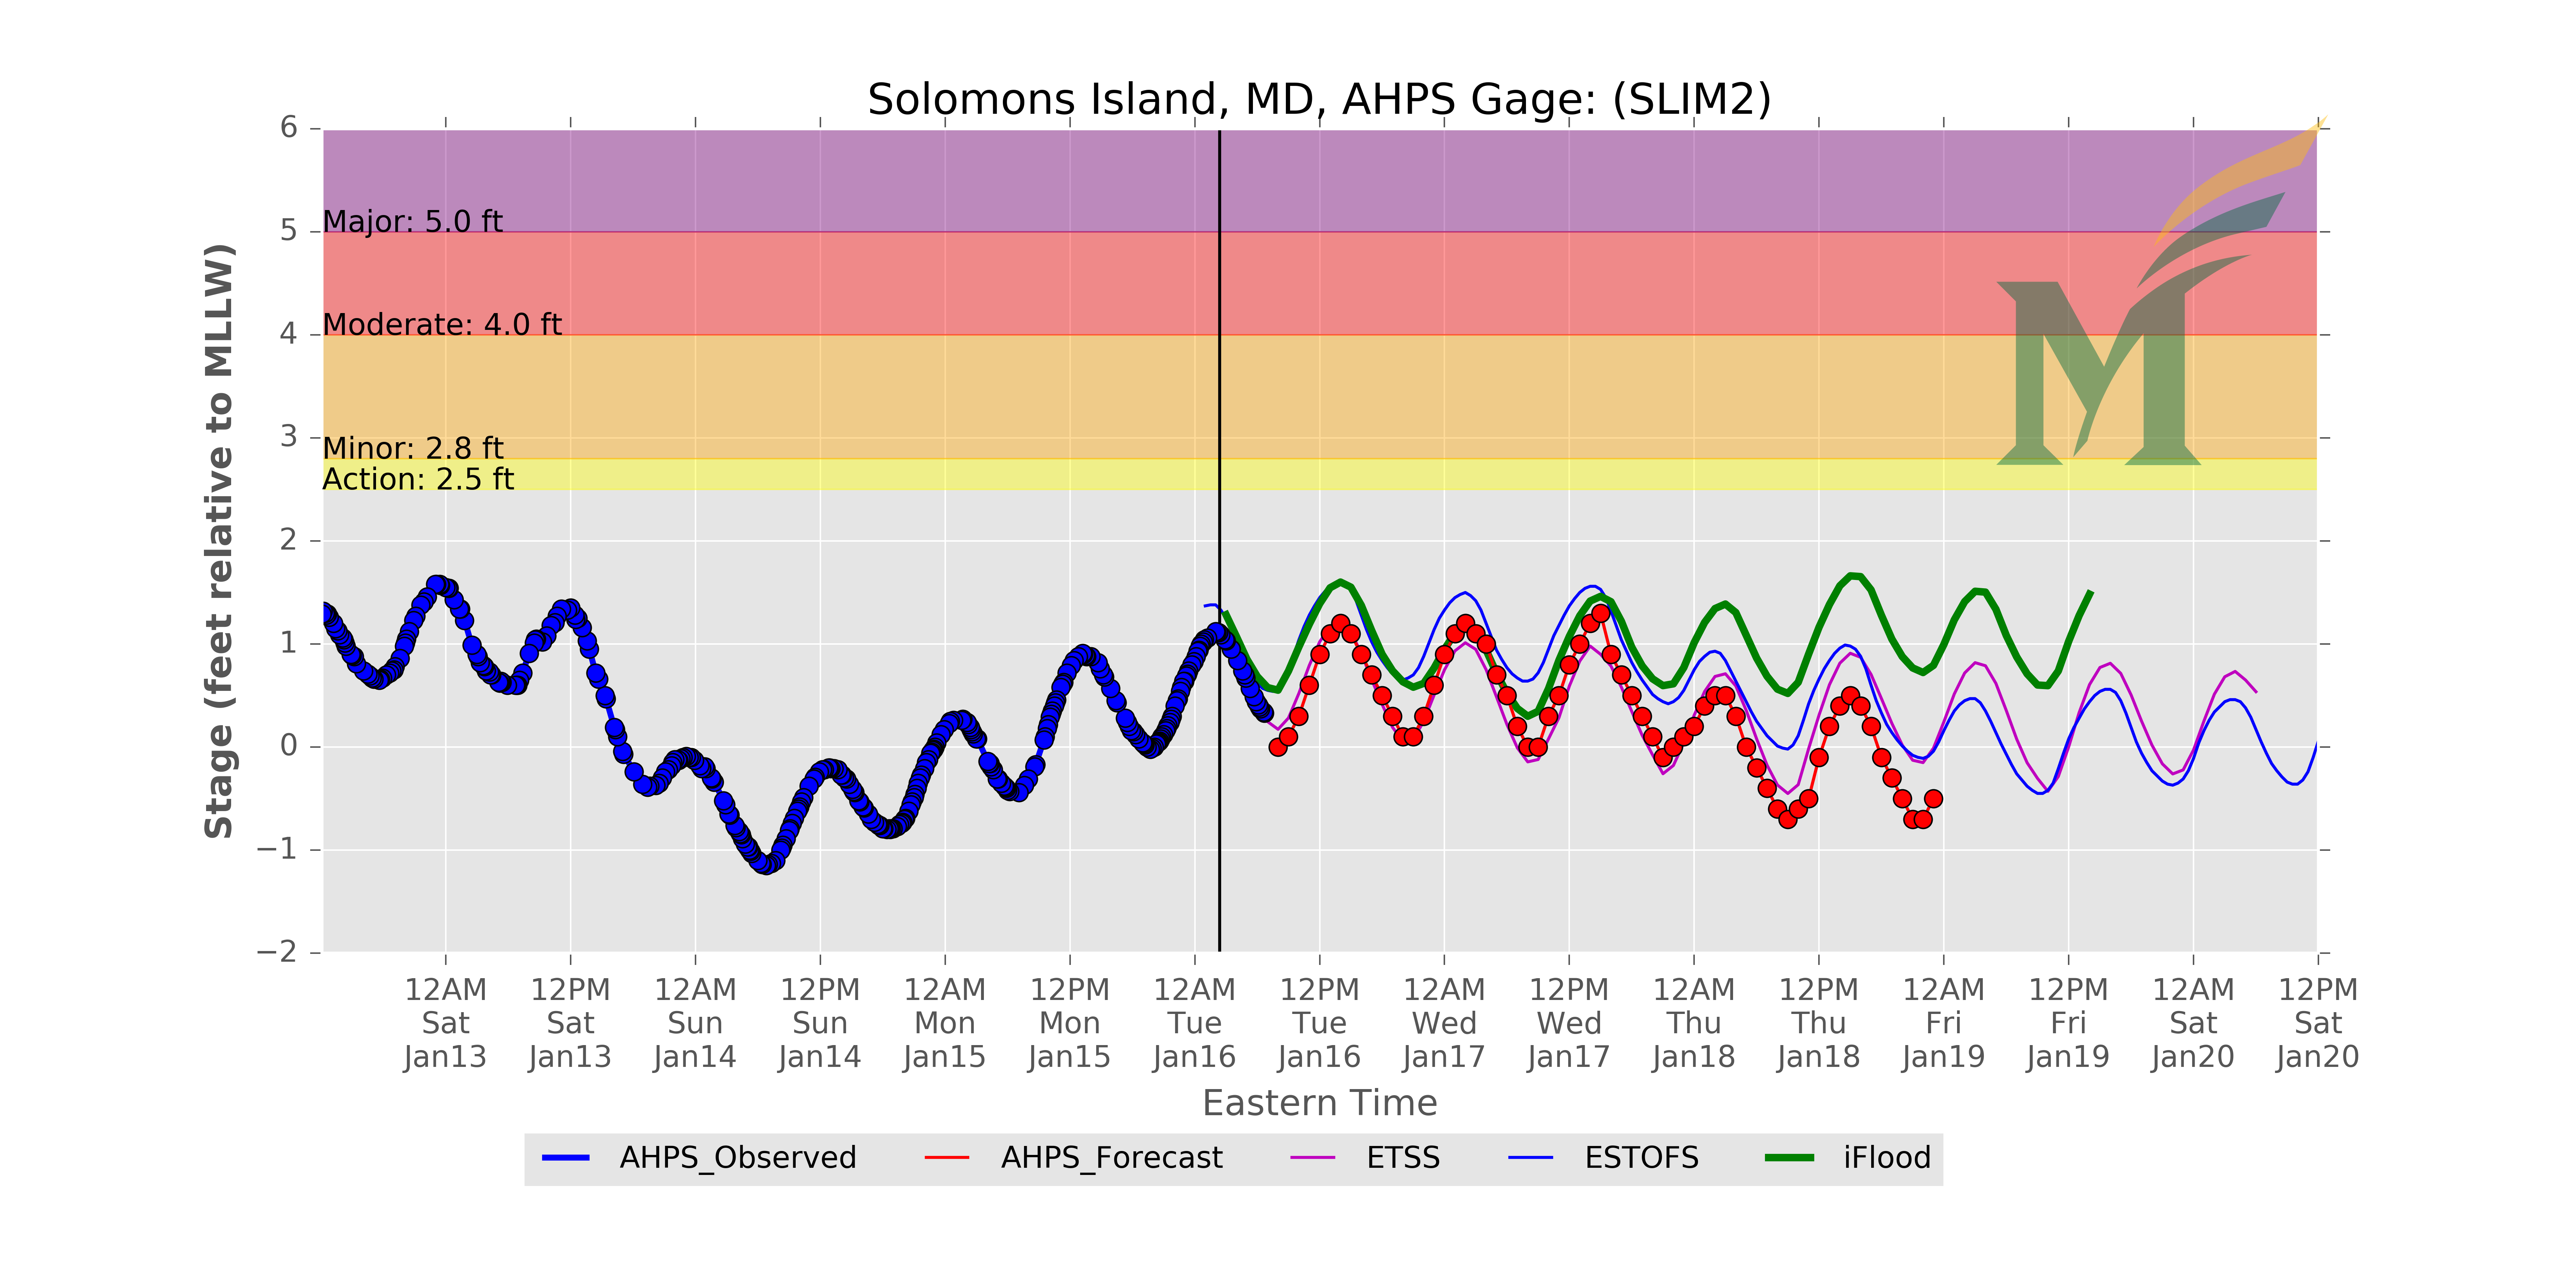 Solomons Island, MD, AHPS Gage: (SLIM2)
6
5
4
3
2
1
0
−1
−2
Stage (feet relative to MLLW)
Major: 5.0 ft
Moderate: 4.0 ft
Minor: 2.8 ft
Action: 2.5 ft
M
12AM 12PM 12AM 12PM 12AM 12PM 12AM 12PM 12AM 12PM 12AM 12PM 12AM 12PM 12AM 12PM
Sat Sat Sun Sun Mon Mon Tue Tue Wed Wed Thu Thu Fri Fri Sat Sat
Jan13 Jan13 Jan14 Jan14 Jan15 Jan15 Jan16 Jan16 Jan17 Jan17 Jan18 Jan18 Jan19 Jan19 Jan20 Jan20
Eastern Time
AHPS_Observed AHPS_Forecast ETSS ESTOFS iFlood